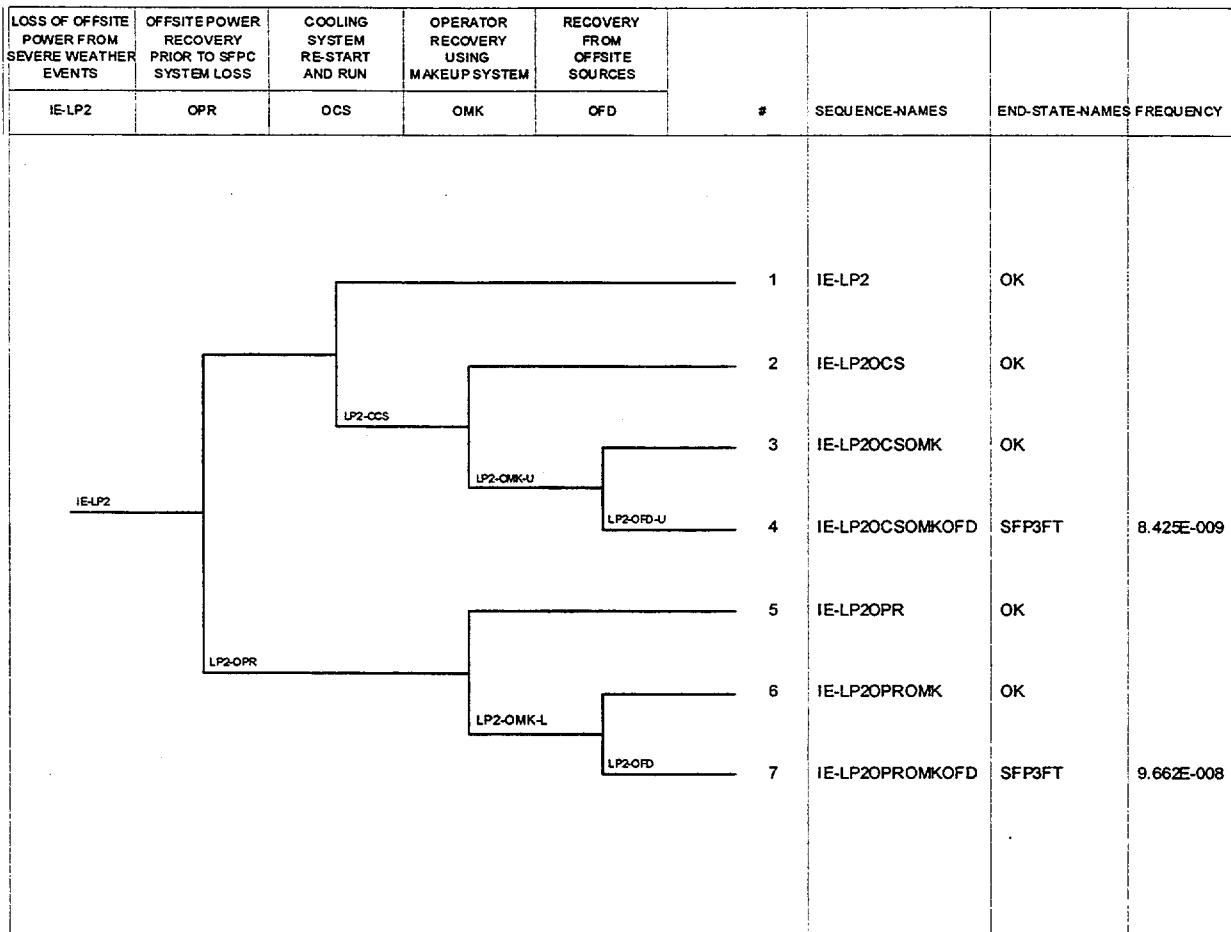 LOSS OF OFFSITE POWER FROM SEVERE WEATHER EVENTS
OFFSITE POWER RECOVERY PRIOR TO SFPC SYSTEM LOSS
COOLING SYSTEM RE-START AND RUN
OPERATOR RECOVERY USING MAKEUP SYSTEM
RECOVERY FROM OFFSITE SOURCES
IE-LP2 OPR OCS OMK OFD # SEQUENCE-NAMES END-STATE-NAMES FREQUENCY
1 IE-LP2 OK
2 IE-LP2OCS OK
LP2-OCS
3 IE-LP2OCSOMK OK
LP2-OMK-U
IE-LP2
LP2-OFD-U
4 IE-LP2OCSOMKOFD SFP3FT 8.425E-009
5 IE-LP2OPR OK
LP2-OPR
6 IE-LP2OPROMK OK
LP2-OMK-L
LP2-OFD
7 IE-LP2OPROMKOFD SFP3FT 9.662E-008